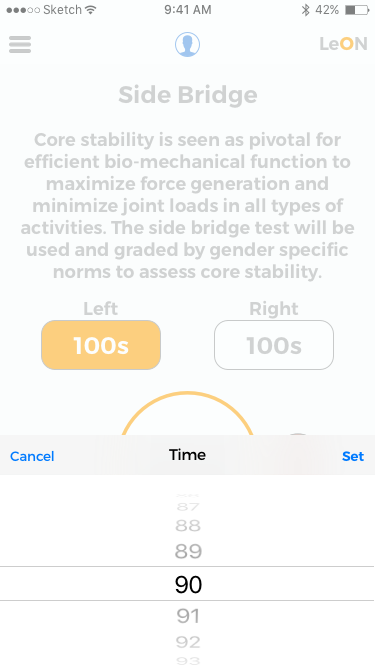 Sketch 9:41 AM 42%
LeON
Side Bridge
Core stability is seen as pivotal for
efficient bio-mechanical function to
maximize force generation and
minimize joint loads in all types of
activities. The side bridge test will be
used and graded by gender specific
norms to assess core stability.
Left Right
100s 100s
Cancel Time Set
87
88
89
90
91
92
93